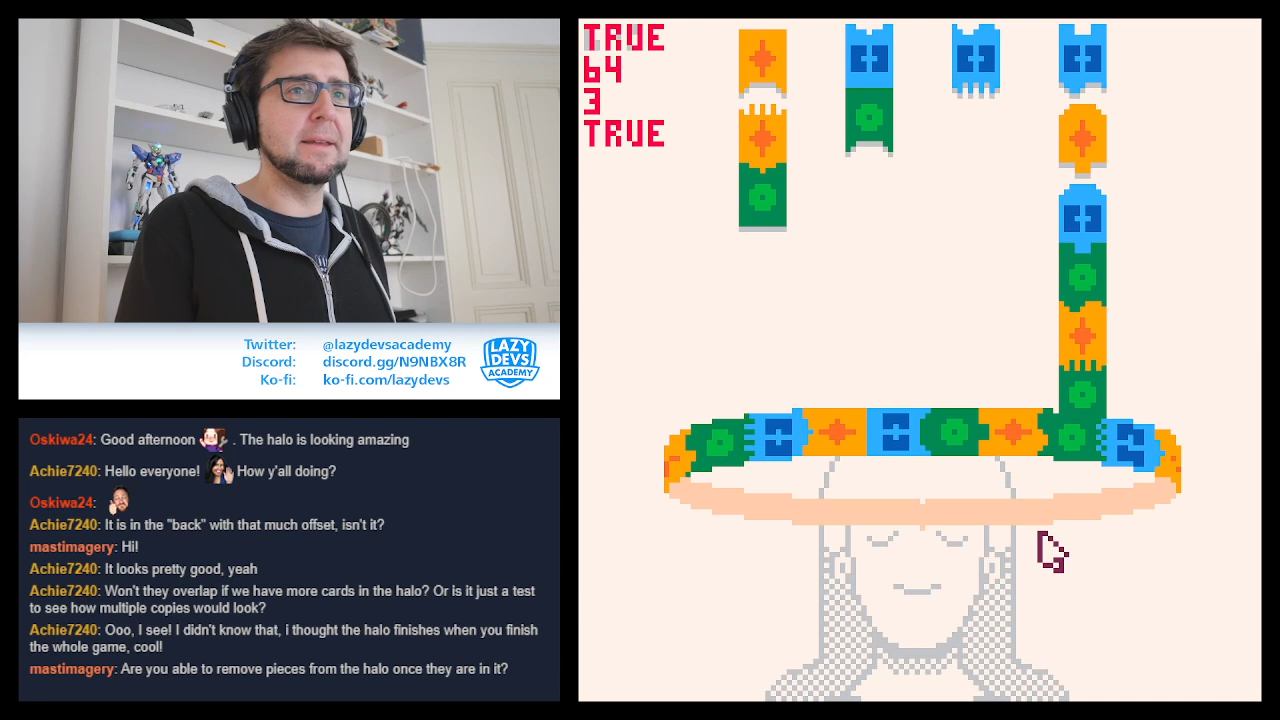 Twitter: @lazydevsacademy
Discord: discord.gg/N9NBX8R
Ko-fi: ko-fi.com/lazydevs
LAZY
DEVS
ACADEMY
Oskiwa24: Good afternoon . The halo is looking amazing
Achie7240: Hello everyone! How y'all doing?
Oskiwa24:
Achie7240: It is in the "back" with that much offset, isn't it?
mastimagery: Hi!
Achie7240: It looks pretty good, yeah
Achie7240: Won't they overlap if we have more cards in the halo? Or is it just a test
to see how multiple copies would look?
Achie7240: Ooo, I see! I didn't know that, i thought the halo finishes when you finish
the whole game, cool!
mastimagery: Are you able to remove pieces from the halo once they are in it?
TRUE
64
3
TRUE